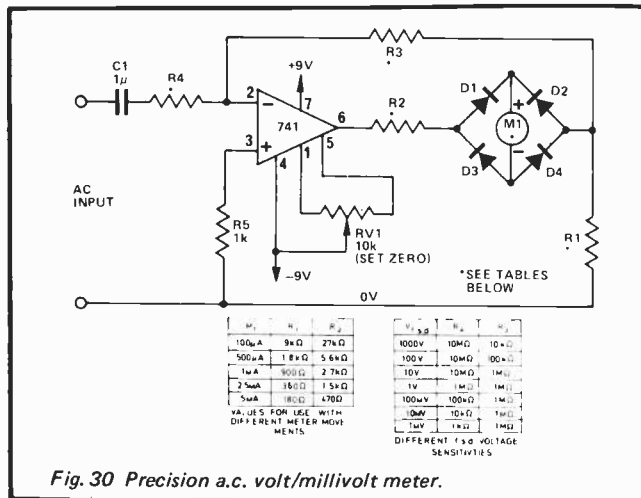 C1
1μ
R4
*
R3
*
+9V
2
7
741
6
3
4
1
5
R2
*
D1
D2
M1
D3
D4
AC
INPUT
R5
1k
RV1
10k
(SET ZERO)
-9V
0V
R1
*
*SEE TABLES
BELOW
M1 R1 R2
100μA 9kΩ 27kΩ
500μA 1.8kΩ 5.6kΩ
1mA 900Ω 2.7kΩ
2.5mA 360Ω 1.5kΩ
5mA 180Ω 470Ω
VALUES FOR USE WITH
DIFFERENT METER MOVE
MENTS
V f.s.d R4 R3
1000V 10MΩ 10kΩ
100V 10MΩ 100kΩ
10V 10MΩ 1MΩ
1V 1MΩ 1MΩ
100mV 100kΩ 1MΩ
10mV 10kΩ 1MΩ
1mV 1kΩ 1MΩ
DIFFERENT f.s.d VOLTAGE
SENSITIVTIES
Fig. 30 Precision a.c. volt/millivolt meter.